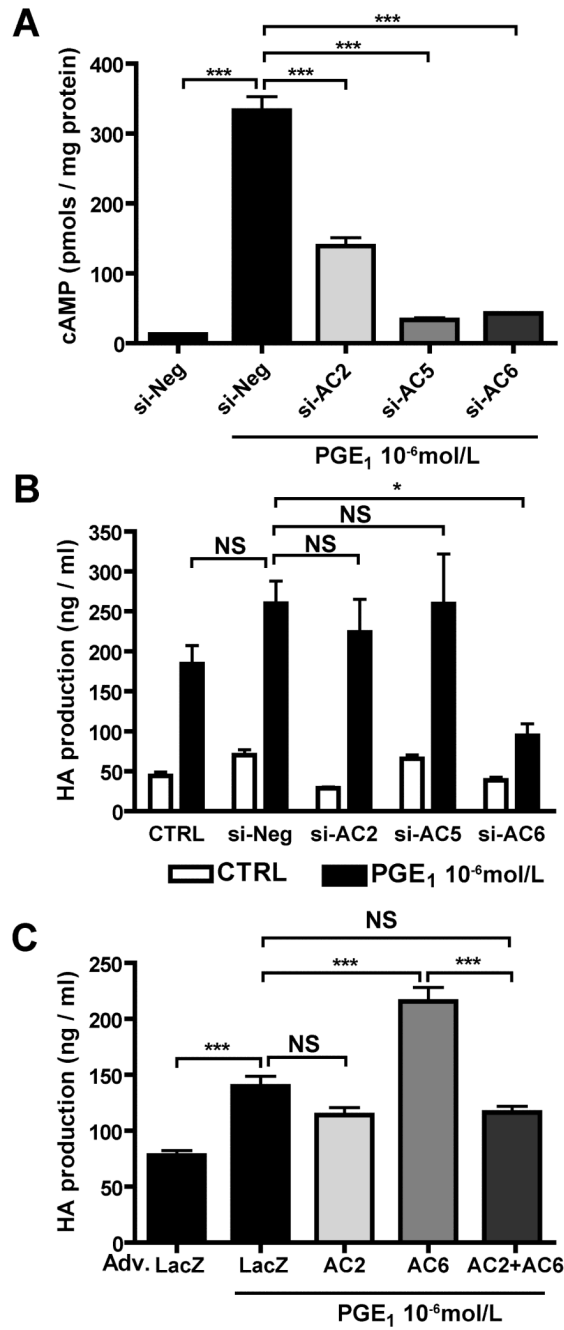 A
***
***
*** ***
cAMP (pmols / mg protein)
400
300
200
100
0
si-Neg si-Neg si-AC2 si-AC5 si-AC6
PGE₁ 10⁻⁶mol/L
B
*
NS
NS NS
HA production (ng / ml)
350
300
250
200
150
100
50
0
CTRL si-Neg si-AC2 si-AC5 si-AC6
CTRL PGE₁ 10⁻⁶mol/L
C
NS
*** ***
*** NS
HA production (ng / ml)
250
200
150
100
50
0
Adv. LacZ LacZ AC2 AC6 AC2+AC6
PGE₁ 10⁻⁶mol/L